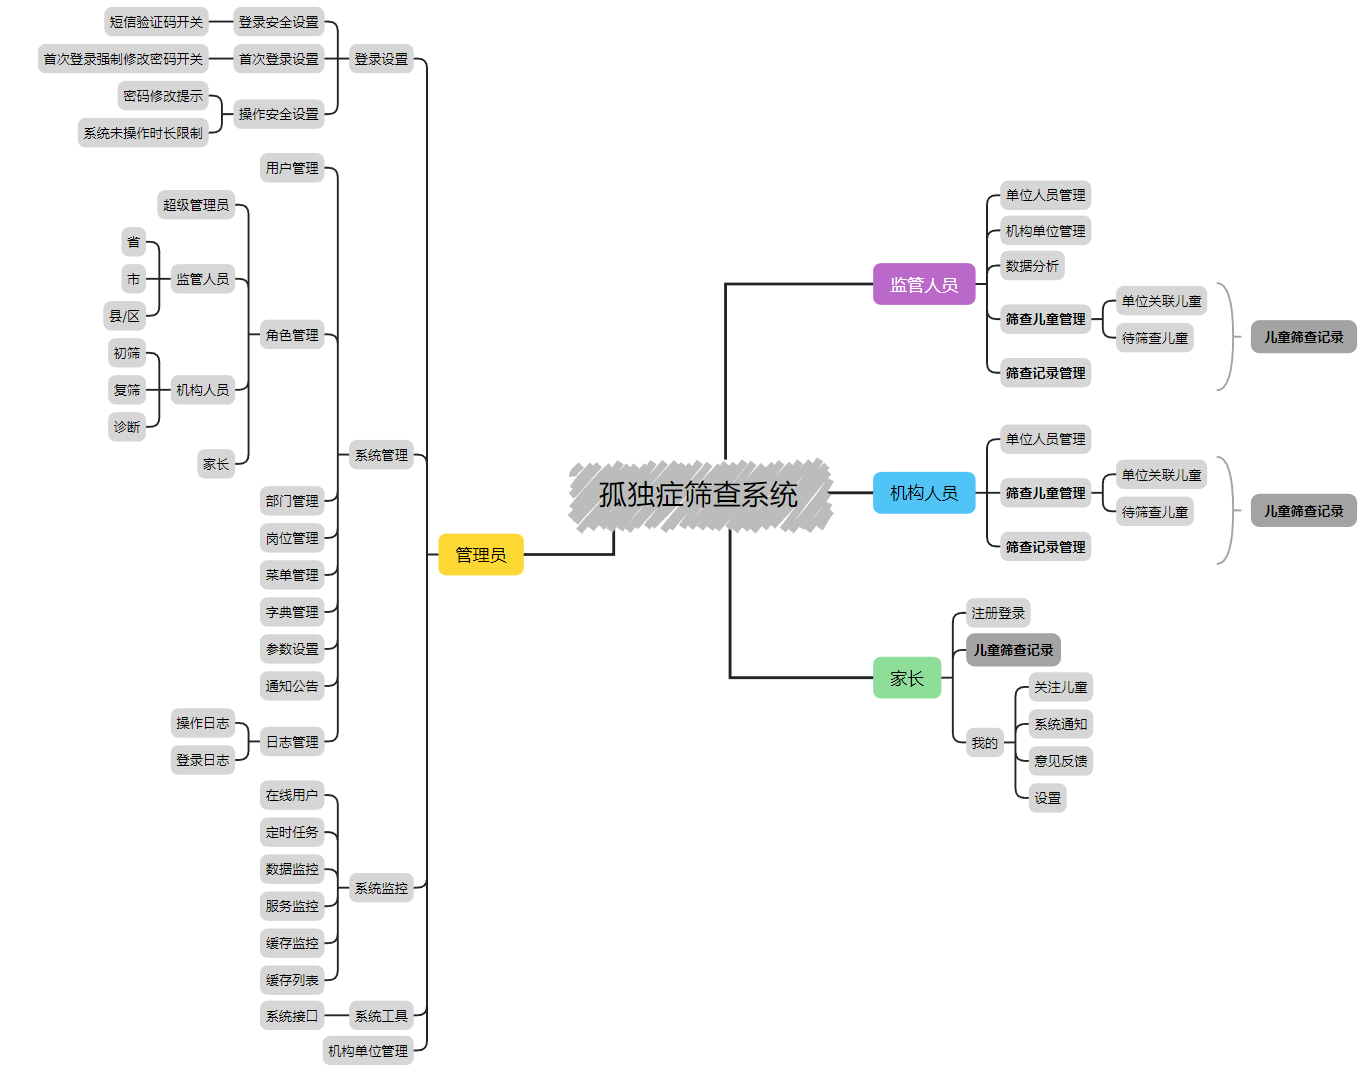 孤独症筛查系统
监管人员
单位人员管理
机构单位管理
数据分析
筛查儿童管理
单位关联儿童
待筛查儿童
筛查记录管理
儿童筛查记录
机构人员
单位人员管理
筛查儿童管理
单位关联儿童
待筛查儿童
筛查记录管理
儿童筛查记录
家长
注册登录
儿童筛查记录
我的
关注儿童
系统通知
意见反馈
设置
管理员
登录设置
登录安全设置
短信验证码开关
首次登录设置
首次登录强制修改密码开关
操作安全设置
密码修改提示
系统未操作时长限制
系统管理
用户管理
角色管理
超级管理员
监管人员
省
市
县/区
机构人员
初筛
复筛
诊断
家长
部门管理
岗位管理
菜单管理
字典管理
参数设置
通知公告
日志管理
操作日志
登录日志
系统监控
在线用户
定时任务
数据监控
服务监控
缓存监控
缓存列表
系统工具
系统接口
机构单位管理